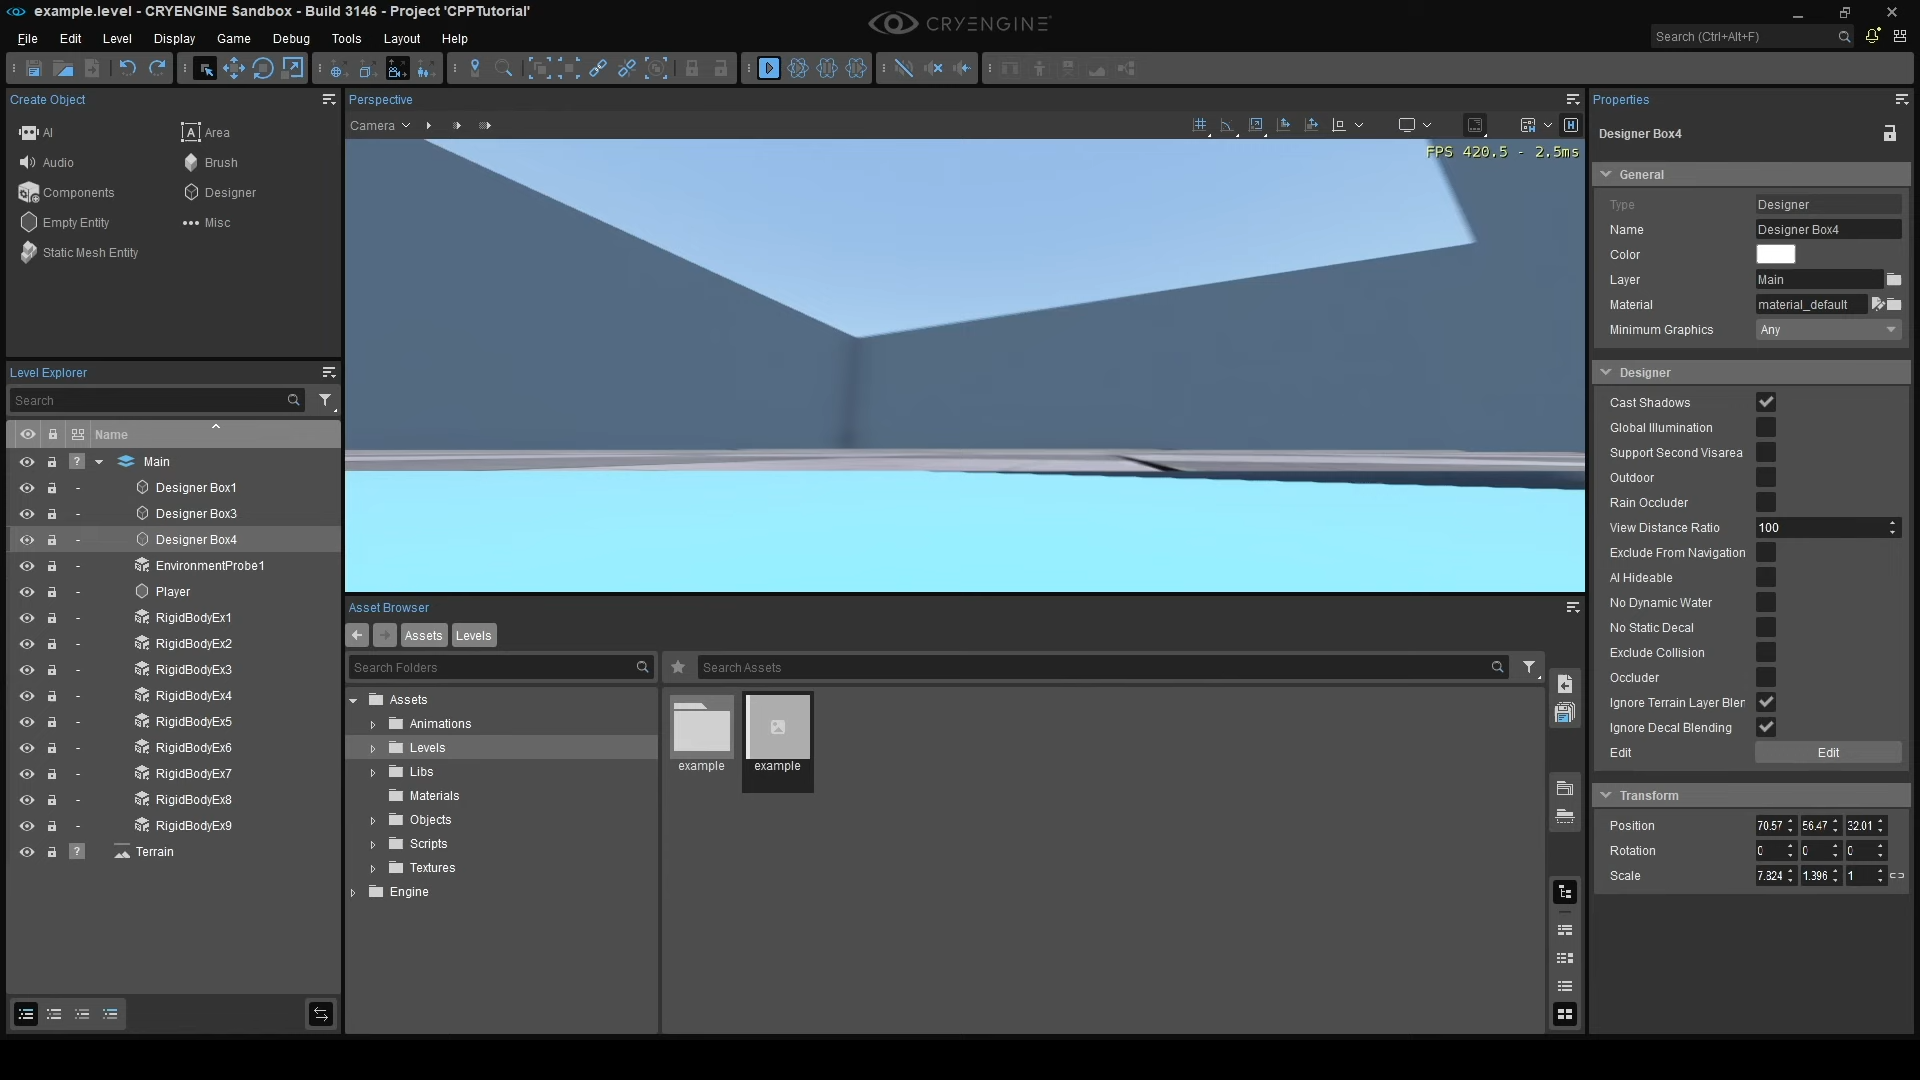 example.level - CRYENGINE Sandbox - Build 3146 - Project 'CPPTutorial'
CRYENGINE
File Edit Level Display Game Debug Tools Layout Help
Search (Ctrl+Alt+F)
Create Object
AI
Area
Audio
Brush
Components
Designer
Empty Entity
Misc
Static Mesh Entity
Level Explorer
Search
Name
? Main
- Designer Box1
- Designer Box3
- Designer Box4
- EnvironmentProbe1
- Player
- RigidBodyEx1
- RigidBodyEx2
- RigidBodyEx3
- RigidBodyEx4
- RigidBodyEx5
- RigidBodyEx6
- RigidBodyEx7
- RigidBodyEx8
- RigidBodyEx9
? Terrain
Perspective
Camera
FPS 420.5 - 2.5ms
Asset Browser
Assets Levels
Search Folders
Search Assets
Assets
Animations
Levels
Libs
Materials
Objects
Scripts
Textures
Engine
example
example
Properties
Designer Box4
General
Type Designer
Name Designer Box4
Color
Layer Main
Material material_default
Minimum Graphics Any
Designer
Cast Shadows
Global Illumination
Support Second Visarea
Outdoor
Rain Occluder
View Distance Ratio 100
Exclude From Navigation
AI Hideable
No Dynamic Water
No Static Decal
Exclude Collision
Occluder
Ignore Terrain Layer Blen
Ignore Decal Blending
Edit Edit
Transform
Position 70.57 56.47 32.01
Rotation 0 0 0
Scale 7.824 1.396 1